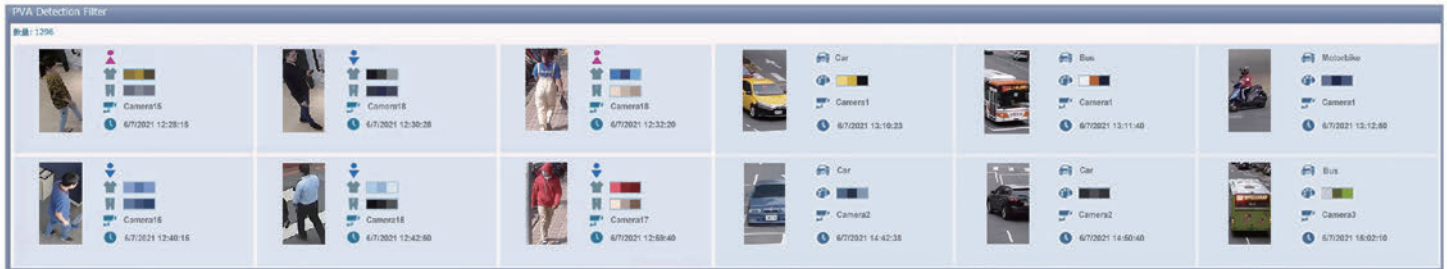 PVA Detection Filter
數量: 1296
Camera15
6/7/2021 12:28:15
Camera18
6/7/2021 12:30:28
Camera18
6/7/2021 12:32:20
Car
Camera1
6/7/2021 13:10:23
Bus
Camera1
6/7/2021 13:11:40
Motorbike
Camera1
6/7/2021 13:12:50
Camera16
6/7/2021 12:40:15
Camera16
6/7/2021 12:42:50
Camera17
6/7/2021 12:59:40
Car
Camera2
6/7/2021 14:42:35
Car
Camera2
6/7/2021 14:50:40
Bus
Camera3
6/7/2021 15:02:10